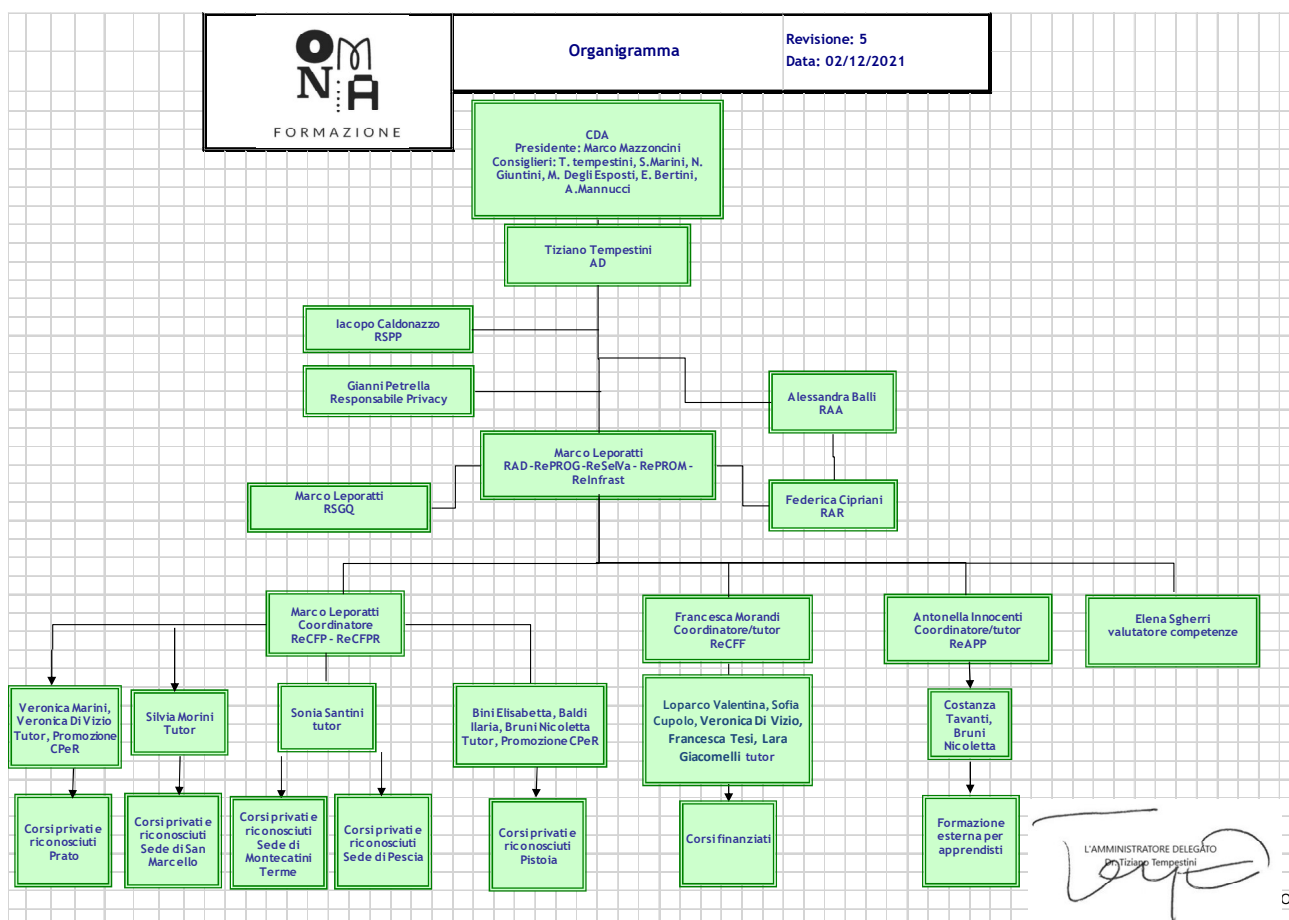 OMNIA
FORMAZIONE
Organigramma
Revisione: 5
Data: 02/12/2021
CDA
Presidente: Marco Mazzoncini
Consiglieri: T. tempestini, S.Marini, N.
Giuntini, M. Degli Esposti, E. Bertini,
A.Mannucci
Tiziano Tempestini
AD
Iacopo Caldonazzo
RSPP
Gianni Petrella
Responsabile Privacy
Alessandra Balli
RAA
Marco Leporatti
RAD-RePROG-ReSelVa- RePROM-
ReInfrast
Marco Leporatti
RSGQ
Federica Cipriani
RAR
Marco Leporatti
Coordinatore
ReCFP - ReCFPR
Francesca Morandi
Coordinatore/tutor
ReCFF
Antonella Innocenti
Coordinatore/tutor
ReAPP
Elena Sgherri
valutatore competenze
Veronica Marini,
Veronica Di Vizio
Tutor, Promozione
CPeR
Silvia Morini
Tutor
Sonia Santini
tutor
Bini Elisabetta, Baldi
Ilaria, Bruni Nicoletta
Tutor, Promozione CPeR
Loparco Valentina, Sofia
Cupolo, Veronica Di Vizio,
Francesca Tesi, Lara
Giacomelli tutor
Costanza
Tavanti,
Bruni
Nicoletta
Corsi privati e
riconosciuti
Prato
Corsi privati e
riconosciuti
Sede di San
Marcello
Corsi privati e
riconosciuti
Sede di
Montecatini
Terme
Corsi privati e
riconosciuti
Sede di Pescia
Corsi privati e
riconosciuti
Pistoia
Corsi finanziati
Formazione
esterna per
apprendisti
L'AMMINISTRATORE DELEGATO
Dr. Tiziano Tempestini